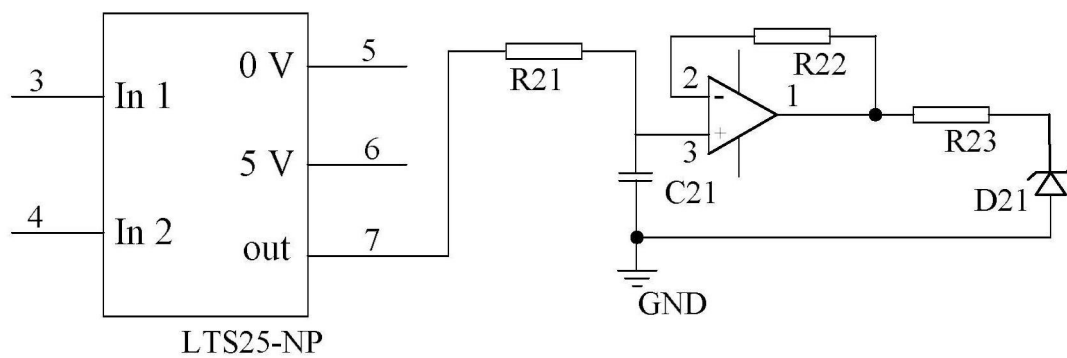 0 V
5
3
In 1
5 V
6
4
In 2
out
7
LTS25-NP
R21
R22
2
-
1
+
3
R23
C21
D21
GND